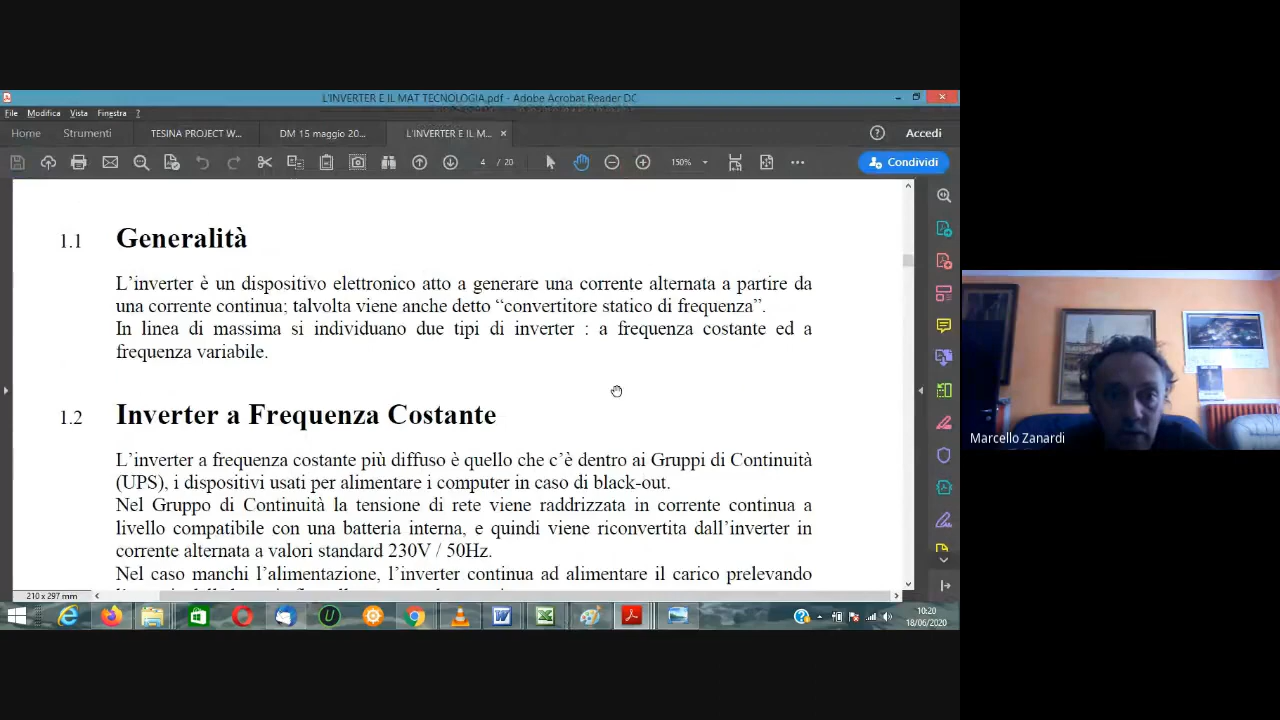 L'INVERTER E IL MAT TECNOLOGIA.pdf - Adobe Acrobat Reader DC
File Modifica Vista Finestra ?
Home Strumenti TESINA PROJECT W... DM 15 maggio 20... L'INVERTER E IL M... × ? Accedi
4 / 20 150% Condividi
1.1 Generalità
L'inverter è un dispositivo elettronico atto a generare una corrente alternata a partire da
una corrente continua; talvolta viene anche detto “convertitore statico di frequenza”.
In linea di massima si individuano due tipi di inverter : a frequenza costante ed a
frequenza variabile.
1.2 Inverter a Frequenza Costante
L'inverter a frequenza costante più diffuso è quello che c'è dentro ai Gruppi di Continuità
(UPS), i dispositivi usati per alimentare i computer in caso di black-out.
Nel Gruppo di Continuità la tensione di rete viene raddrizzata in corrente continua a
livello compatibile con una batteria interna, e quindi viene riconvertita dall'inverter in
corrente alternata a valori standard 230V / 50Hz.
Nel caso manchi l'alimentazione, l'inverter continua ad alimentare il carico prelevando
210 x 297 mm
10:20
18/06/2020
Marcello Zanardi